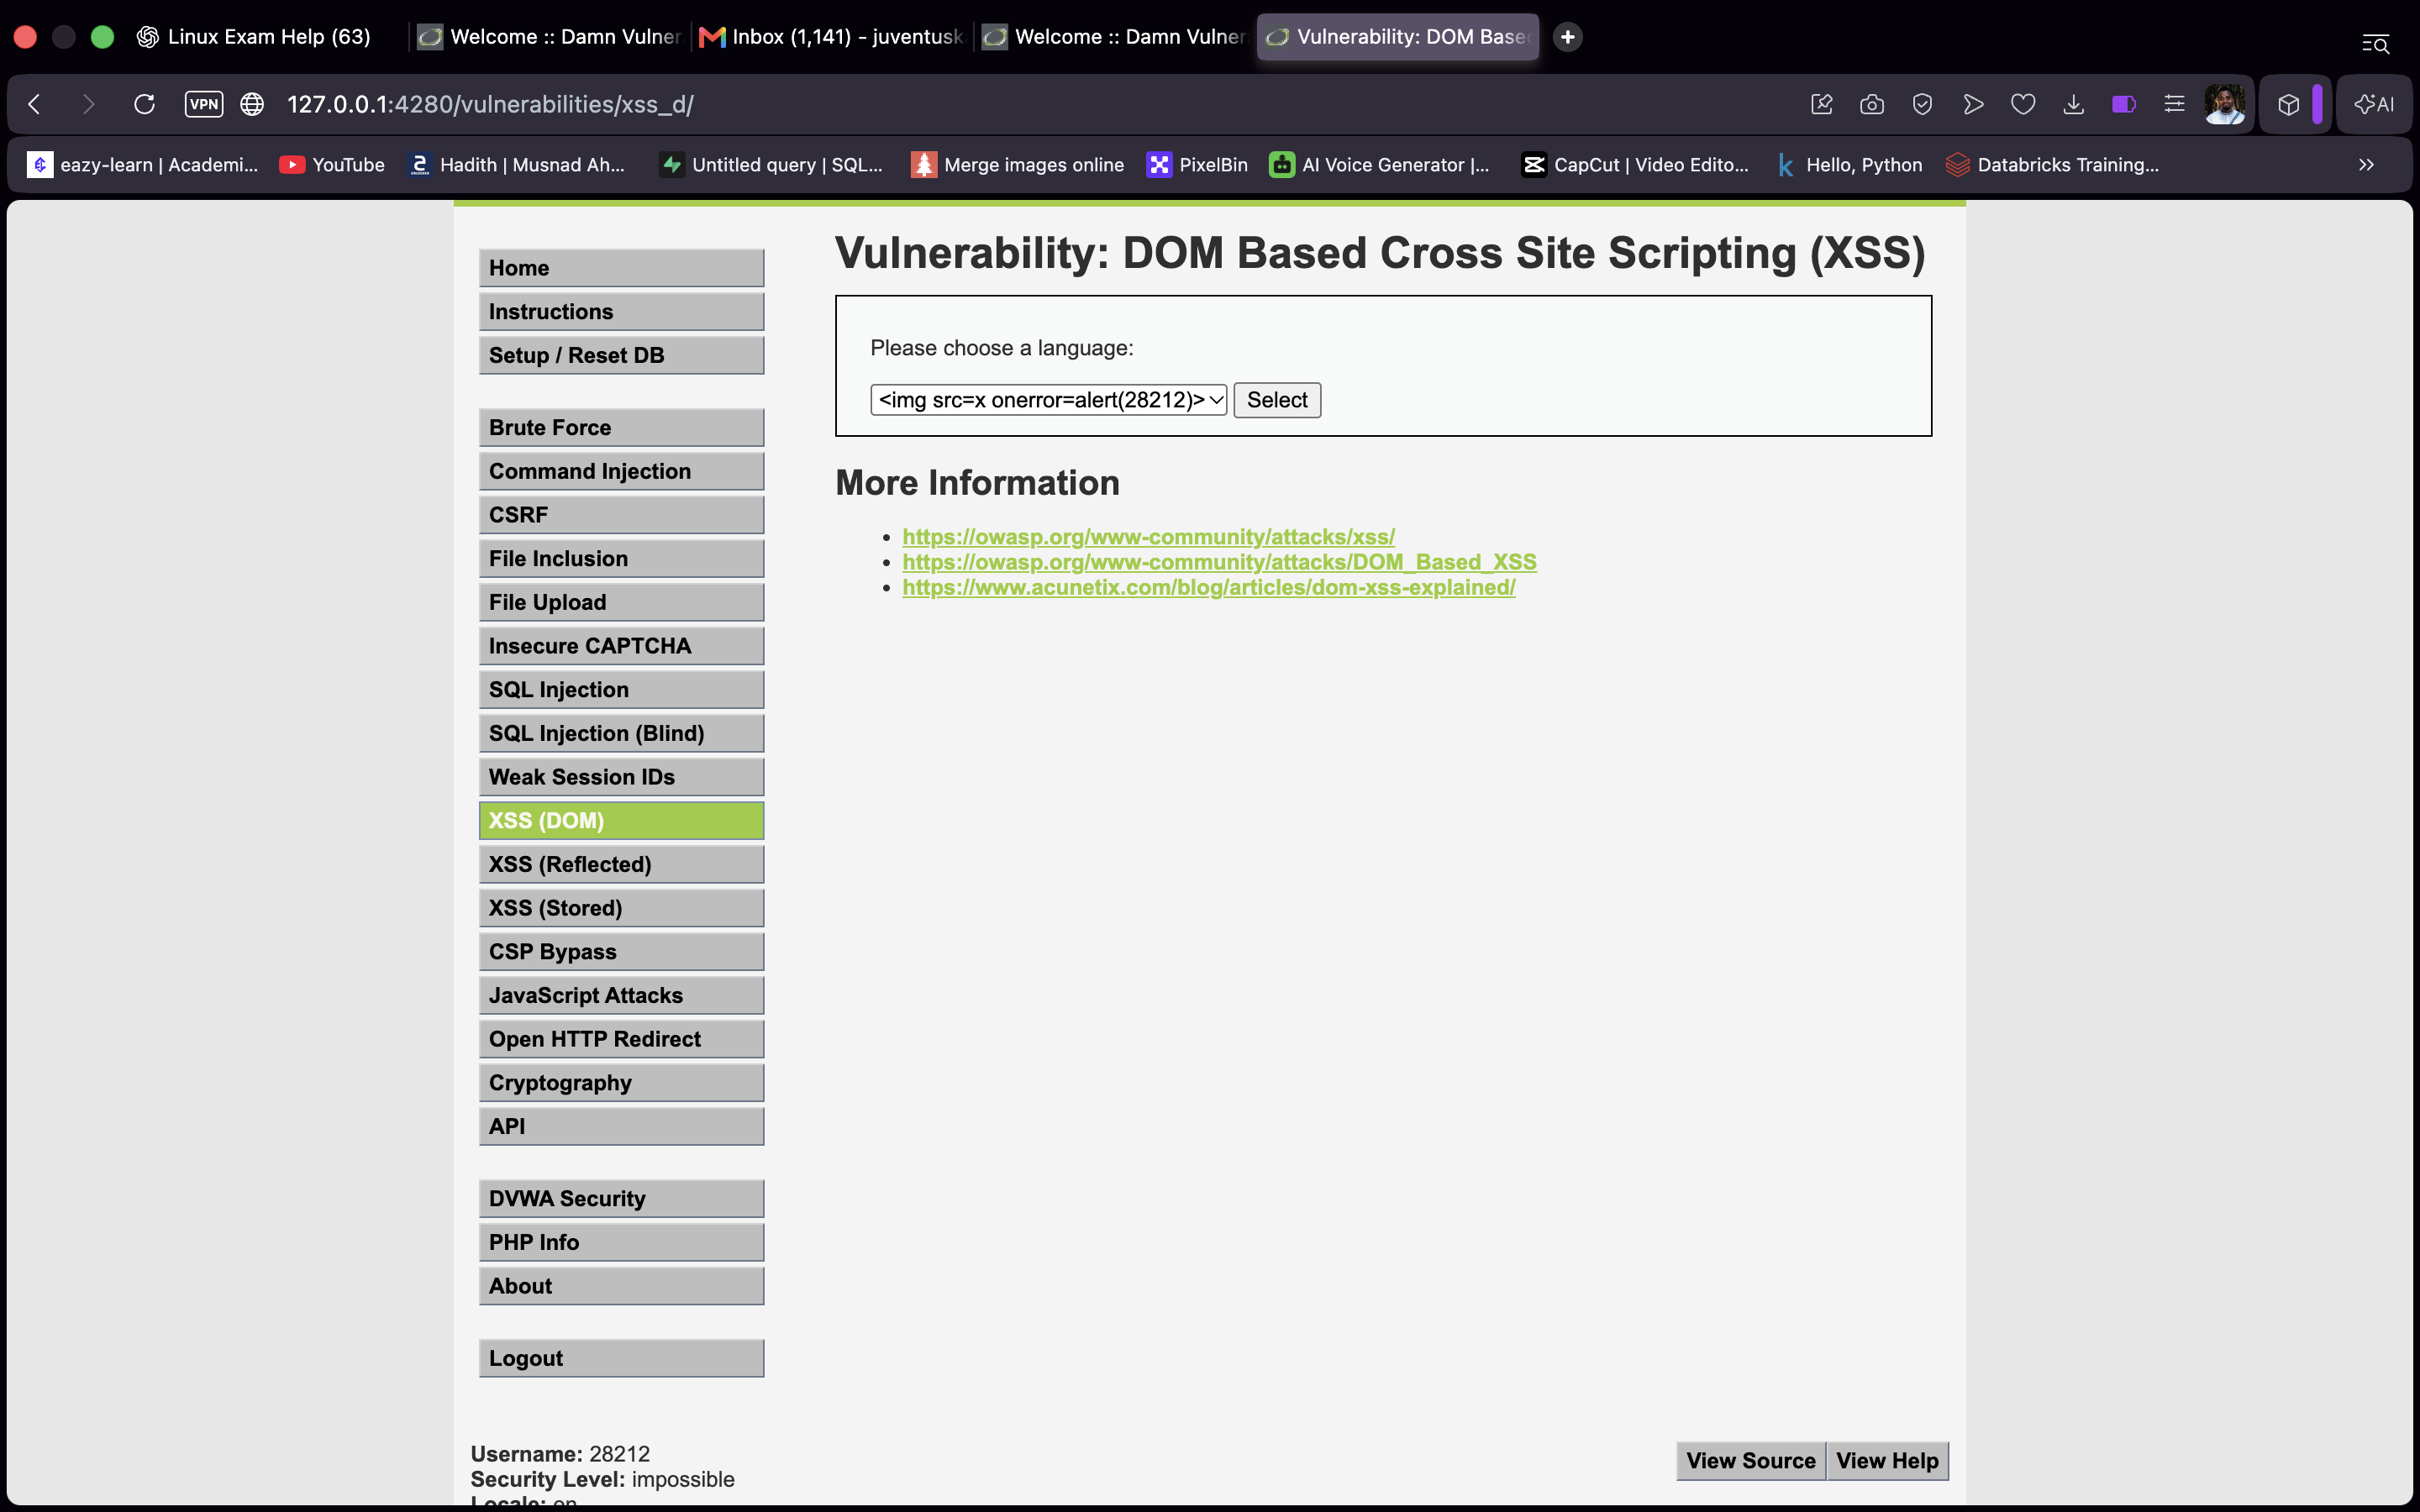 Linux Exam Help (63)
Welcome :: Damn Vulner
Inbox (1,141) - juventusk
Welcome :: Damn Vulner
Vulnerability: DOM Base
VPN
127.0.0.1:4280/vulnerabilities/xss_d/
AI
eazy-learn | Academi...
YouTube
Hadith | Musnad Ah...
Untitled query | SQL...
Merge images online
PixelBin
AI Voice Generator |...
CapCut | Video Edito...
Hello, Python
Databricks Training...
Home
Instructions
Setup / Reset DB
Brute Force
Command Injection
CSRF
File Inclusion
File Upload
Insecure CAPTCHA
SQL Injection
SQL Injection (Blind)
Weak Session IDs
XSS (DOM)
XSS (Reflected)
XSS (Stored)
CSP Bypass
JavaScript Attacks
Open HTTP Redirect
Cryptography
API
DVWA Security
PHP Info
About
Logout
Vulnerability: DOM Based Cross Site Scripting (XSS)
Please choose a language:
<img src=x onerror=alert(28212)>
Select
More Information
https://owasp.org/www-community/attacks/xss/
https://owasp.org/www-community/attacks/DOM_Based_XSS
https://www.acunetix.com/blog/articles/dom-xss-explained/
Username: 28212
Security Level: impossible
Locale: en
View Source
View Help